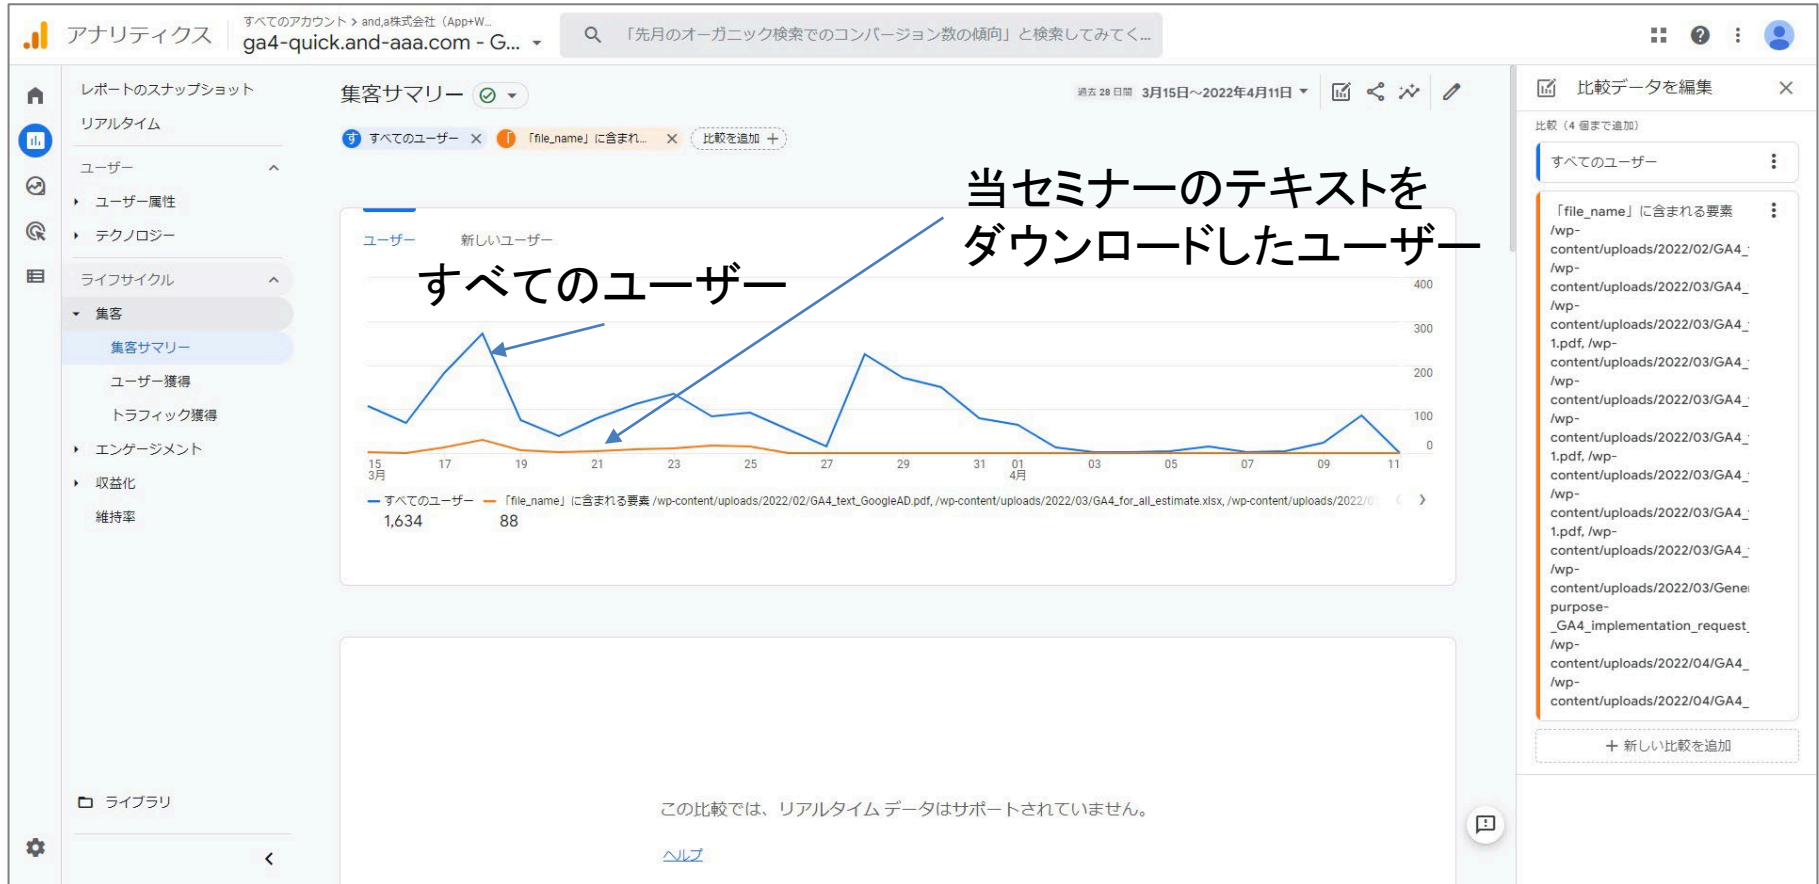 アナリティクス
すべてのアカウント > and,a株式会社（App+W...
ga4-quick.and-aaa.com - G...
「先月のオーガニック検索でのコンバージョン数の傾向」と検索してみてく...
レポートのスナップショット
リアルタイム
ユーザー
ユーザー属性
テクノロジー
ライフサイクル
集客
集客サマリー
ユーザー獲得
トラフィック獲得
エンゲージメント
収益化
維持率
ライブラリ
集客サマリー
過去 28 日間 3月15日～2022年4月11日
す すべてのユーザー
「file_name」に含まれ...
比較を追加
当セミナーのテキストを
ダウンロードしたユーザー
ユーザー 新しいユーザー
すべてのユーザー
400
300
200
100
0
15 17 19 21 23 25 27 29 31 01 03 05 07 09 11
3月 4月
すべてのユーザー 「file_name」に含まれる要素 /wp-content/uploads/2022/02/GA4_text_GoogleAD.pdf, /wp-content/uploads/2022/03/GA4_for_all_estimate.xlsx, /wp-content/uploads/2022/
1,634 88
この比較では、リアルタイム データはサポートされていません。
ヘルプ
比較データを編集
比較（4 個まで追加）
すべてのユーザー
「file_name」に含まれる要素
/wp-
content/uploads/2022/02/GA4_
/wp-
content/uploads/2022/03/GA4_
/wp-
content/uploads/2022/03/GA4_
1.pdf, /wp-
content/uploads/2022/03/GA4_
/wp-
content/uploads/2022/03/GA4_
/wp-
content/uploads/2022/03/GA4_
1.pdf, /wp-
content/uploads/2022/03/GA4_
/wp-
content/uploads/2022/03/GA4_
1.pdf, /wp-
content/uploads/2022/03/GA4_
/wp-
content/uploads/2022/03/Gene
purpose-
_GA4_implementation_request_
/wp-
content/uploads/2022/04/GA4_
/wp-
content/uploads/2022/04/GA4_
新しい比較を追加